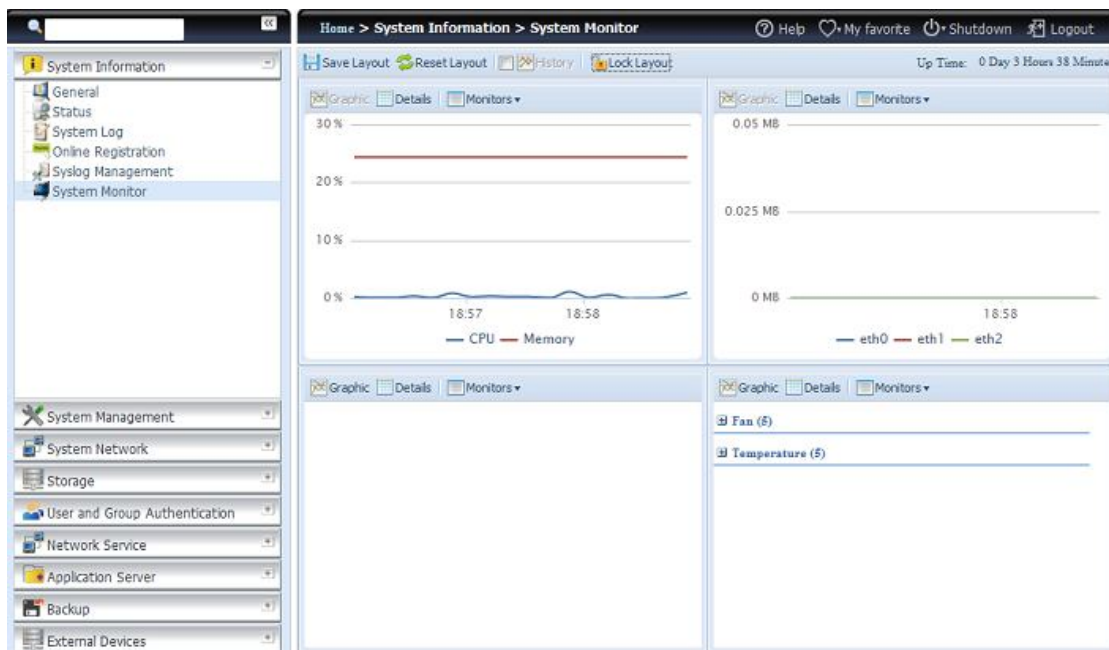 Home > System Information > System Monitor
Help My favorite Shutdown Logout
System Information
General
Status
System Log
Online Registration
Syslog Management
System Monitor
System Management
System Network
Storage
User and Group Authentication
Network Service
Application Server
Backup
External Devices
Save Layout Reset Layout History Lock Layout
Up Time: 0 Day 3 Hours 38 Minute
Graphic Details Monitors
30 %
20 %
10 %
0 %
18:57 18:58
CPU Memory
Graphic Details Monitors
0.05 MB
0.025 MB
0 MB
18:58
eth0 eth1 eth2
Graphic Details Monitors
Graphic Details Monitors
Fan (5)
Temperature (5)